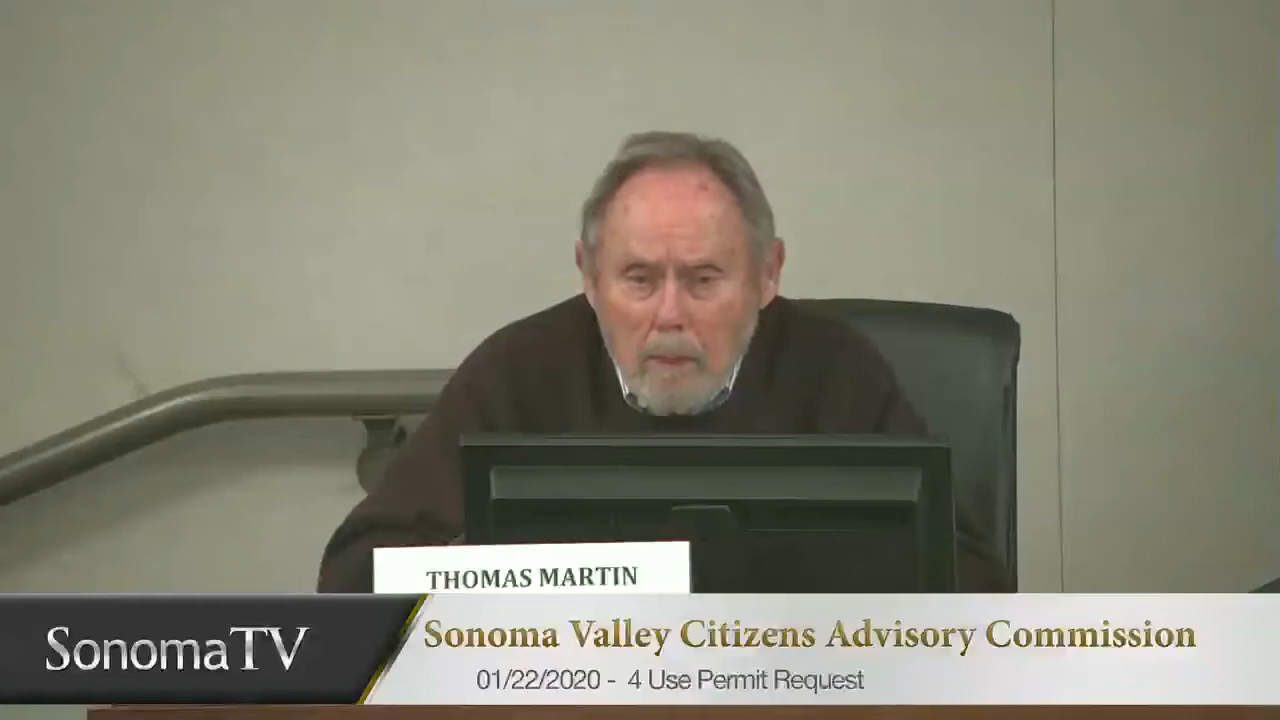 THOMAS MARTIN
SonomaTV
Sonoma Valley Citizens Advisory Commission
01/22/2020 - 4 Use Permit Request